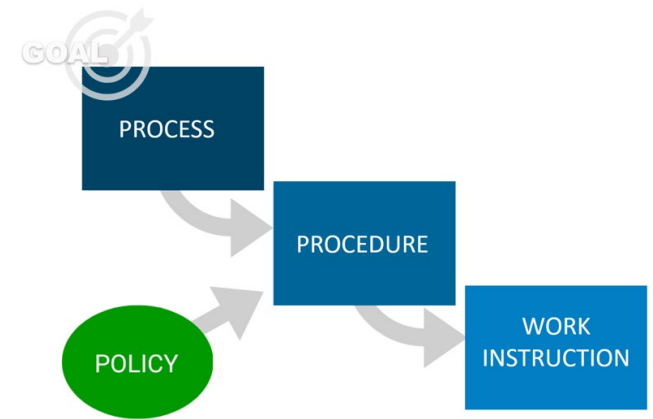 GOAL
PROCESS
PROCEDURE
POLICY
WORK
INSTRUCTION